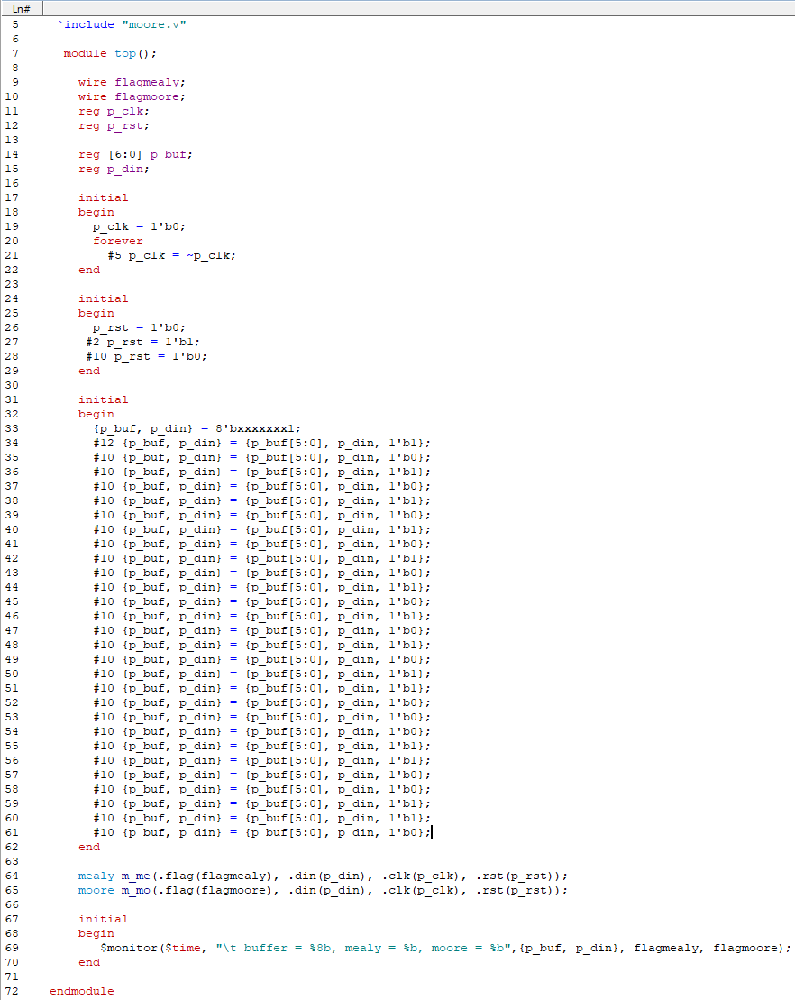 Ln#
5 `include "moore.v"
6
7 module top();
8
9 wire flagmealy;
10 wire flagmoore;
11 reg p_clk;
12 reg p_rst;
13
14 reg [6:0] p_buf;
15 reg p_din;
16
17 initial
18 begin
19 p_clk = 1'b0;
20 forever
21 #5 p_clk = ~p_clk;
22 end
23
24 initial
25 begin
26 p_rst = 1'b0;
27 #2 p_rst = 1'b1;
28 #10 p_rst = 1'b0;
29 end
30
31 initial
32 begin
33 {p_buf, p_din} = 8'bxxxxxxx1;
34 #12 {p_buf, p_din} = {p_buf[5:0], p_din, 1'b1};
35 #10 {p_buf, p_din} = {p_buf[5:0], p_din, 1'b0};
36 #10 {p_buf, p_din} = {p_buf[5:0], p_din, 1'b1};
37 #10 {p_buf, p_din} = {p_buf[5:0], p_din, 1'b0};
38 #10 {p_buf, p_din} = {p_buf[5:0], p_din, 1'b1};
39 #10 {p_buf, p_din} = {p_buf[5:0], p_din, 1'b0};
40 #10 {p_buf, p_din} = {p_buf[5:0], p_din, 1'b1};
41 #10 {p_buf, p_din} = {p_buf[5:0], p_din, 1'b0};
42 #10 {p_buf, p_din} = {p_buf[5:0], p_din, 1'b1};
43 #10 {p_buf, p_din} = {p_buf[5:0], p_din, 1'b0};
44 #10 {p_buf, p_din} = {p_buf[5:0], p_din, 1'b1};
45 #10 {p_buf, p_din} = {p_buf[5:0], p_din, 1'b0};
46 #10 {p_buf, p_din} = {p_buf[5:0], p_din, 1'b1};
47 #10 {p_buf, p_din} = {p_buf[5:0], p_din, 1'b0};
48 #10 {p_buf, p_din} = {p_buf[5:0], p_din, 1'b1};
49 #10 {p_buf, p_din} = {p_buf[5:0], p_din, 1'b0};
50 #10 {p_buf, p_din} = {p_buf[5:0], p_din, 1'b1};
51 #10 {p_buf, p_din} = {p_buf[5:0], p_din, 1'b1};
52 #10 {p_buf, p_din} = {p_buf[5:0], p_din, 1'b0};
53 #10 {p_buf, p_din} = {p_buf[5:0], p_din, 1'b0};
54 #10 {p_buf, p_din} = {p_buf[5:0], p_din, 1'b0};
55 #10 {p_buf, p_din} = {p_buf[5:0], p_din, 1'b1};
56 #10 {p_buf, p_din} = {p_buf[5:0], p_din, 1'b1};
57 #10 {p_buf, p_din} = {p_buf[5:0], p_din, 1'b0};
58 #10 {p_buf, p_din} = {p_buf[5:0], p_din, 1'b0};
59 #10 {p_buf, p_din} = {p_buf[5:0], p_din, 1'b1};
60 #10 {p_buf, p_din} = {p_buf[5:0], p_din, 1'b1};
61 #10 {p_buf, p_din} = {p_buf[5:0], p_din, 1'b0};
62 end
63
64 mealy m_me(.flag(flagmealy), .din(p_din), .clk(p_clk), .rst(p_rst));
65 moore m_mo(.flag(flagmoore), .din(p_din), .clk(p_clk), .rst(p_rst));
66
67 initial
68 begin
69 $monitor($time, "\t buffer = %8b, mealy = %b, moore = %b",{p_buf, p_din}, flagmealy, flagmoore);
70 end
71
72 endmodule